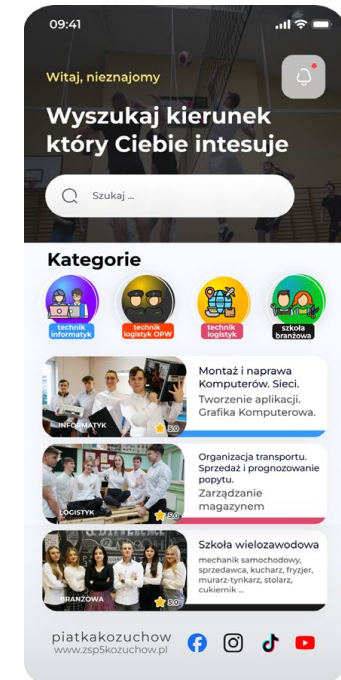 09:41
Witaj, nieznajomy
Wyszukaj kierunek
który Ciebie intesuje
Szukaj ...
Kategorie
technik
informatyk
technik
logistyk OPW
technik
logistyk
szkoła
branżowa
INFORMATYK
5.0
Montaż i naprawa
Komputerów. Sieci.
Tworzenie aplikacji.
Grafika Komputerowa.
LOGISTYK
5.0
Organizacja transportu.
Sprzedaż i prognozowanie
popytu.
Zarządzanie
magazynem
BRANŻOWA
5.0
Szkoła wielozawodowa
mechanik samochodowy,
sprzedawca, kucharz, fryzjer,
murarz-tynkarz, stolarz,
cukiernik ...
piatkakozuchow
www.zsp5kozuchow.pl